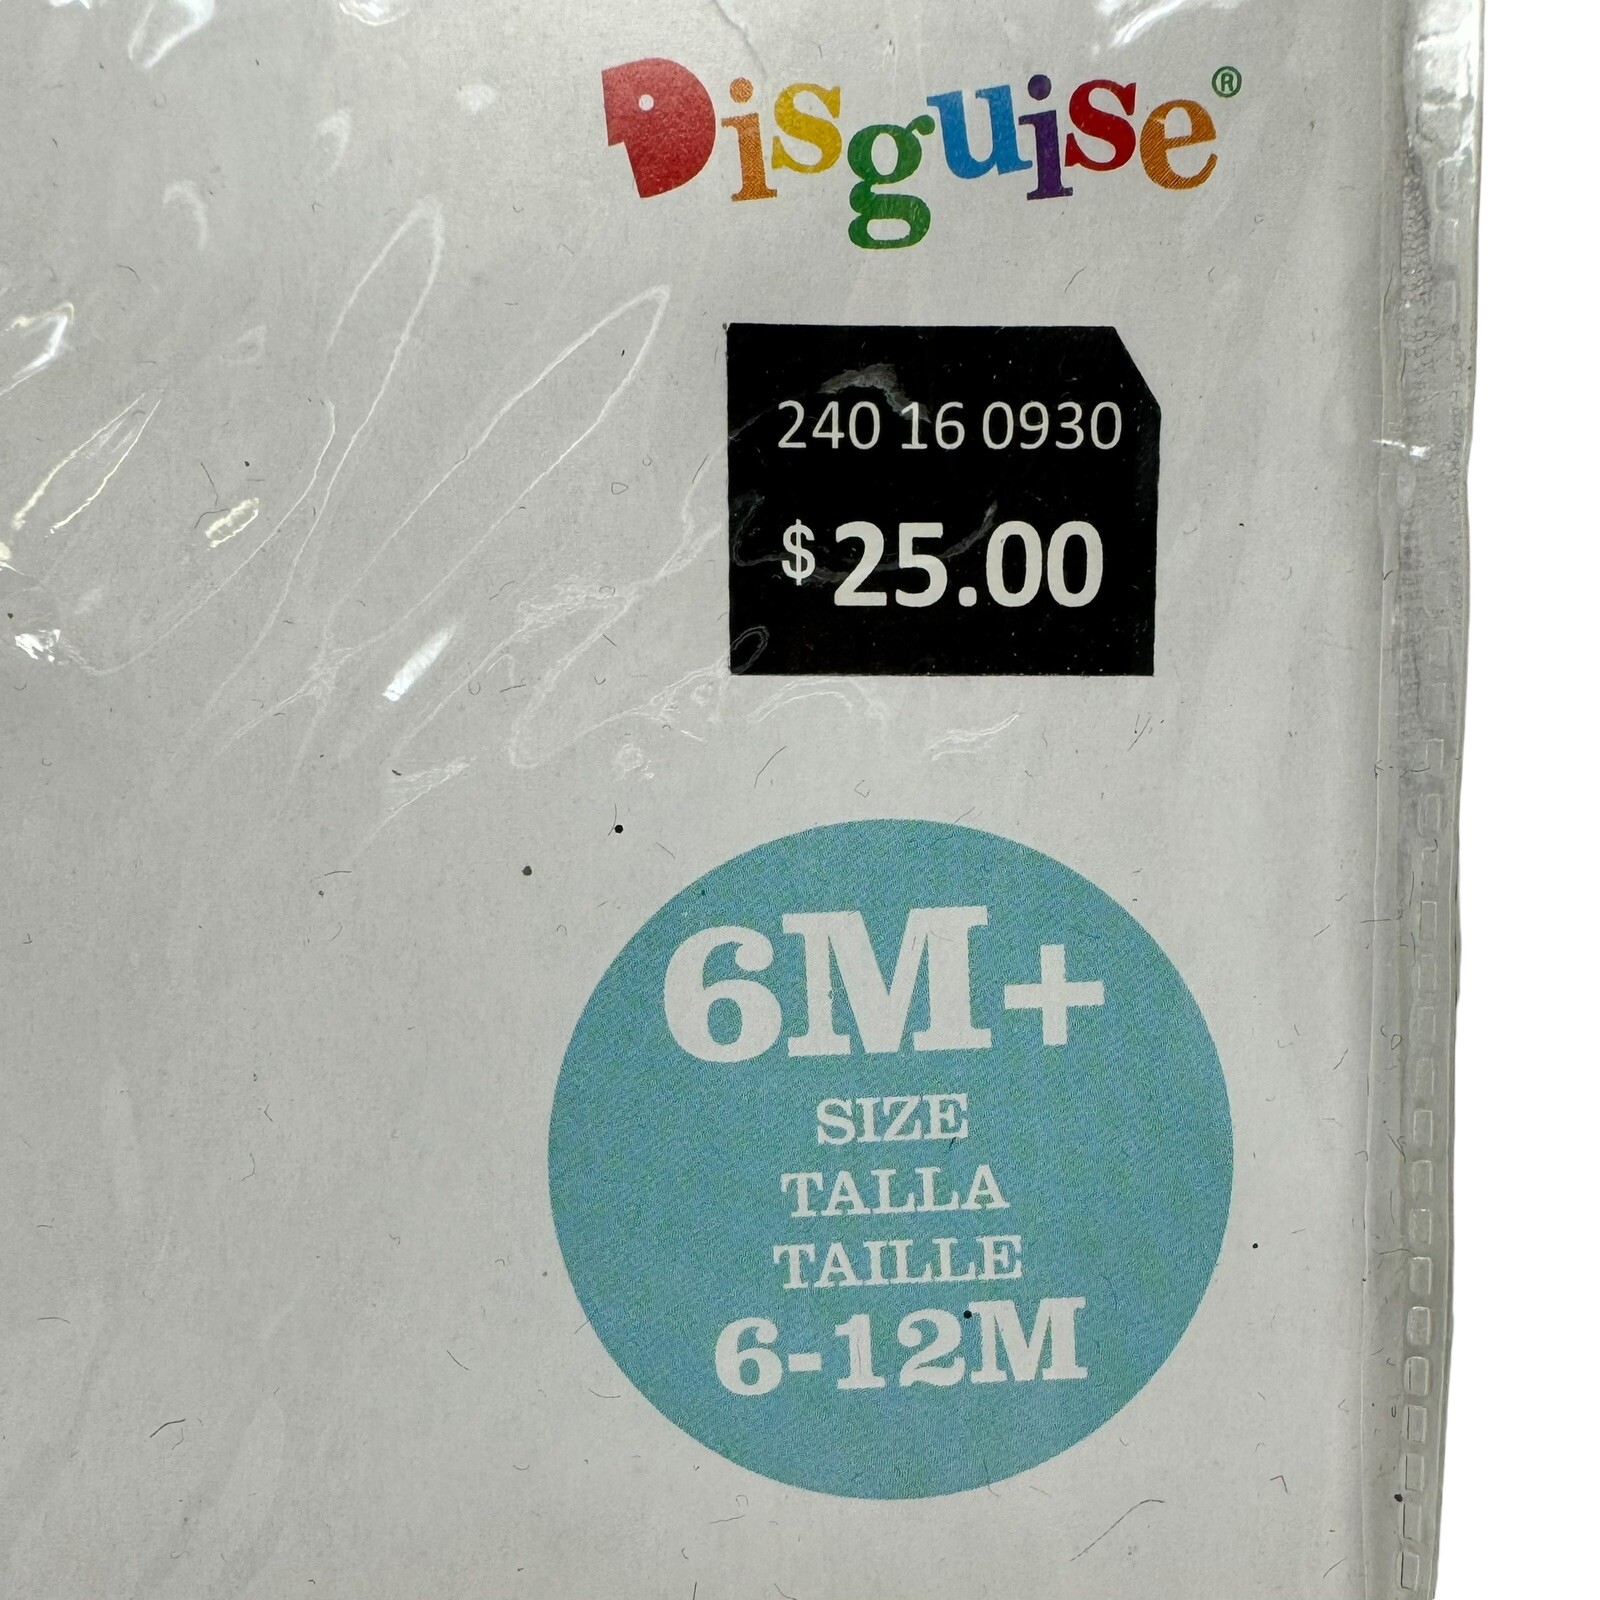 Disguise®
240 16 0930
$25.00
6M+
SIZE
TALLA
TAILLE
6-12M